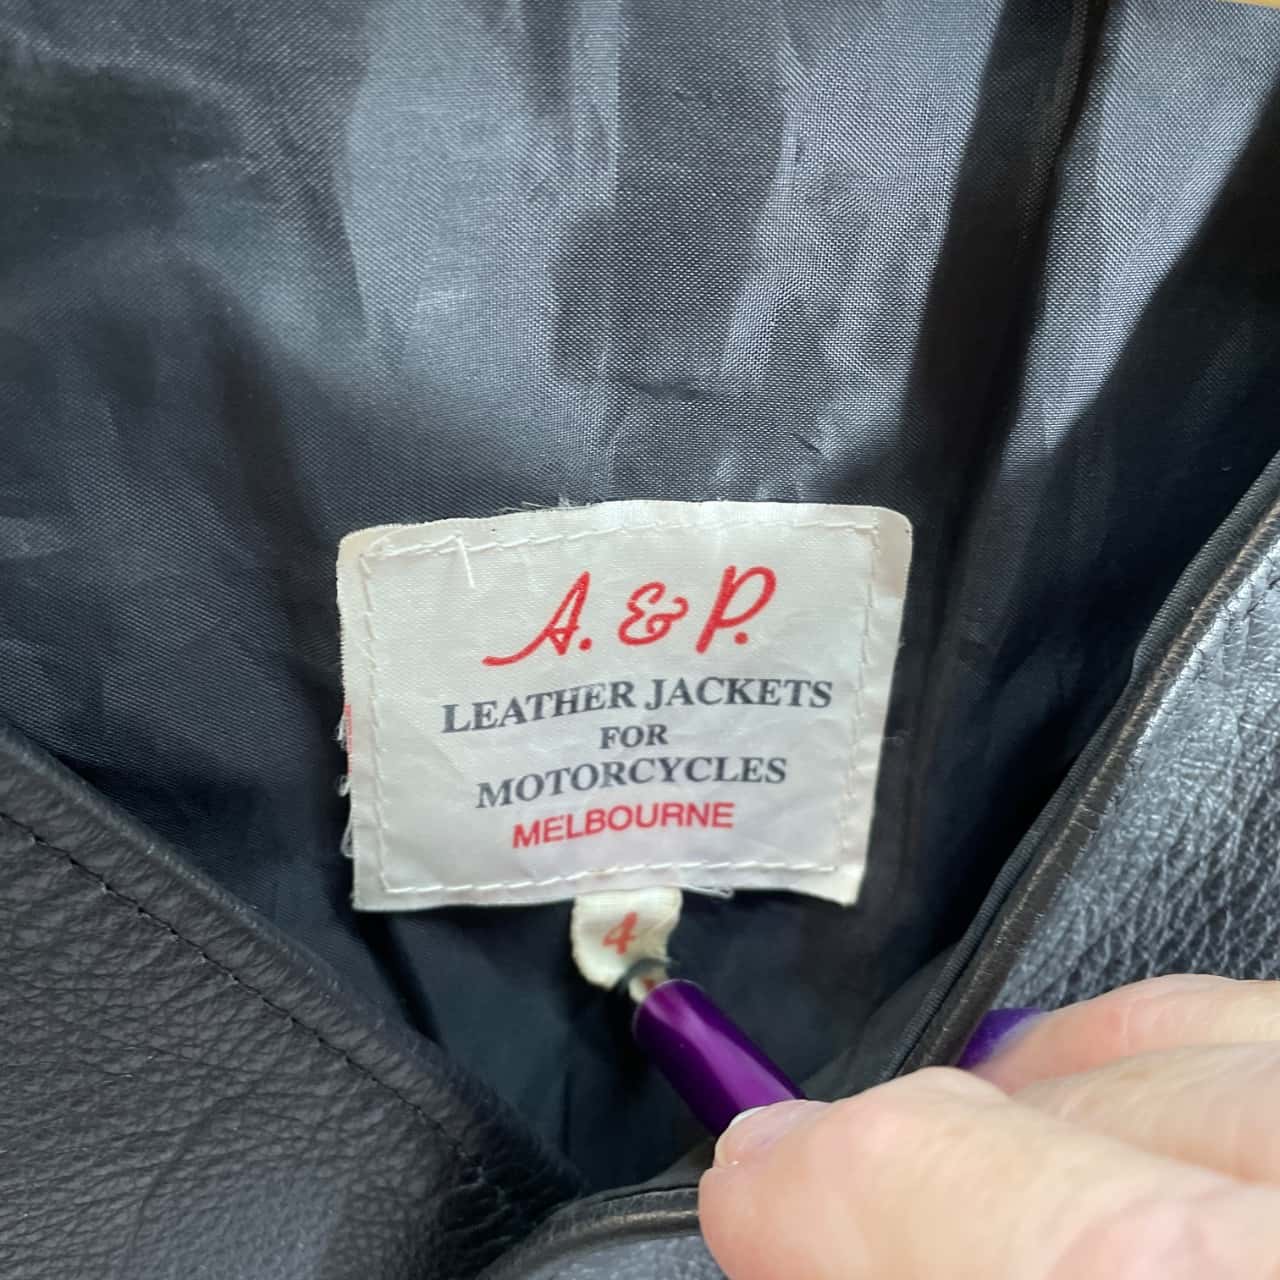 A. & P.
LEATHER JACKETS
FOR
MOTORCYCLES
MELBOURNE
4